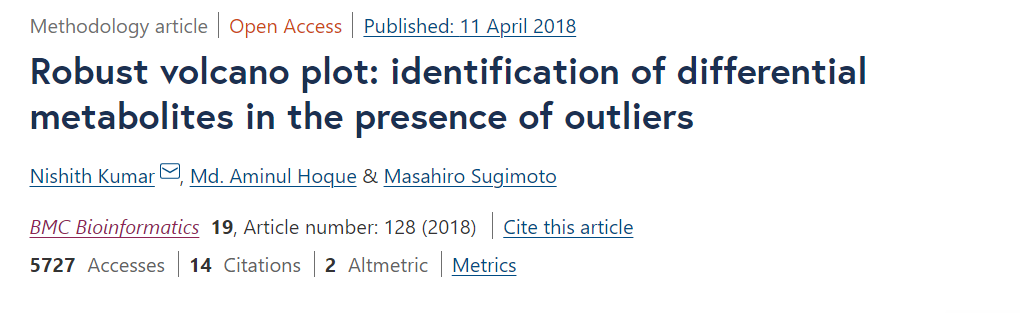 Methodology article | Open Access | Published: 11 April 2018
Robust volcano plot: identification of differential
metabolites in the presence of outliers
Nishith Kumar, Md. Aminul Hoque & Masahiro Sugimoto
BMC Bioinformatics 19, Article number: 128 (2018) | Cite this article
5727 Accesses | 14 Citations | 2 Altmetric | Metrics